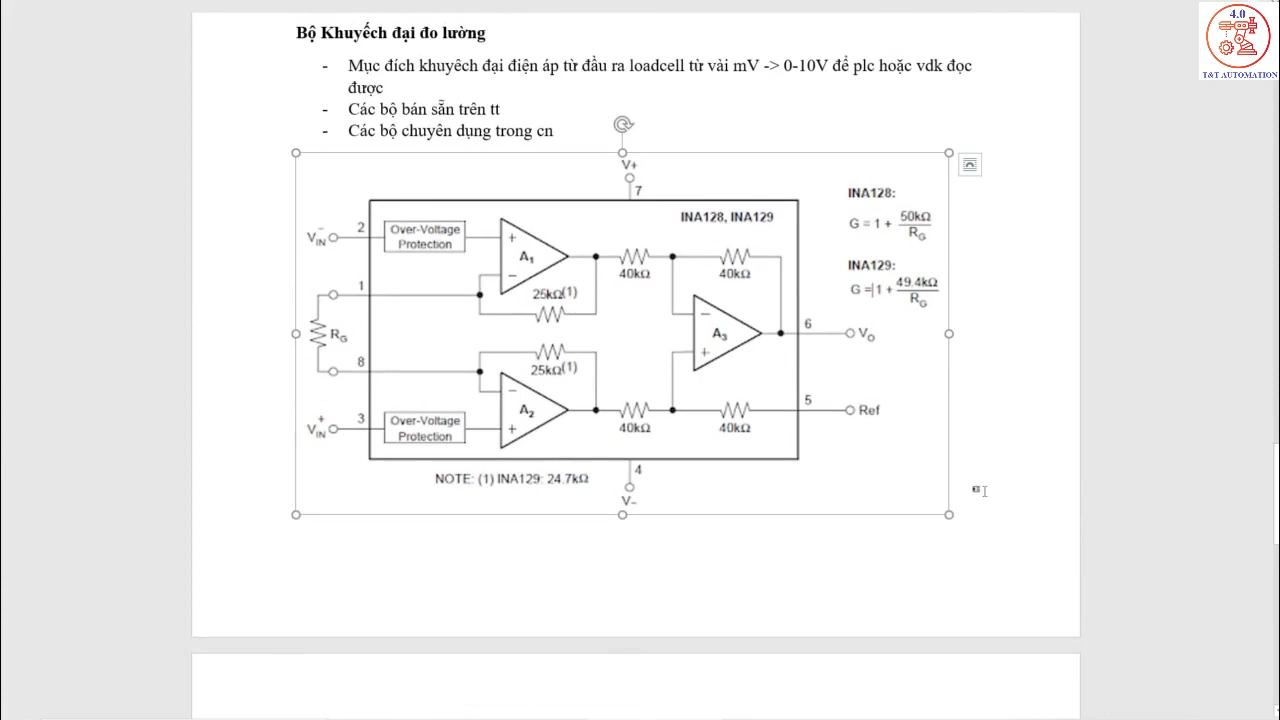 4.0
T&T AUTOMATION
Bộ Khuyếch đại đo lường
- Mục đích khuyêch đại điện áp từ đầu ra loadcell từ vài mV -> 0-10V để plc hoặc vdk đọc
được
- Các bộ bán sẵn trên tt
- Các bộ chuyên dụng trong cn
V+
7
INA128, INA129
INA128:
G = 1 + 50kΩ / RG
INA129:
G = 1 + 49.4kΩ / RG
VIN− 2
Over-Voltage
Protection
+
A1
−
40kΩ
40kΩ
1
25kΩ(1)
RG
−
A3
+
6
VO
8
25kΩ(1)
−
A2
+
VIN+ 3
Over-Voltage
Protection
40kΩ
40kΩ
5
Ref
4
V−
NOTE: (1) INA129: 24.7kΩ